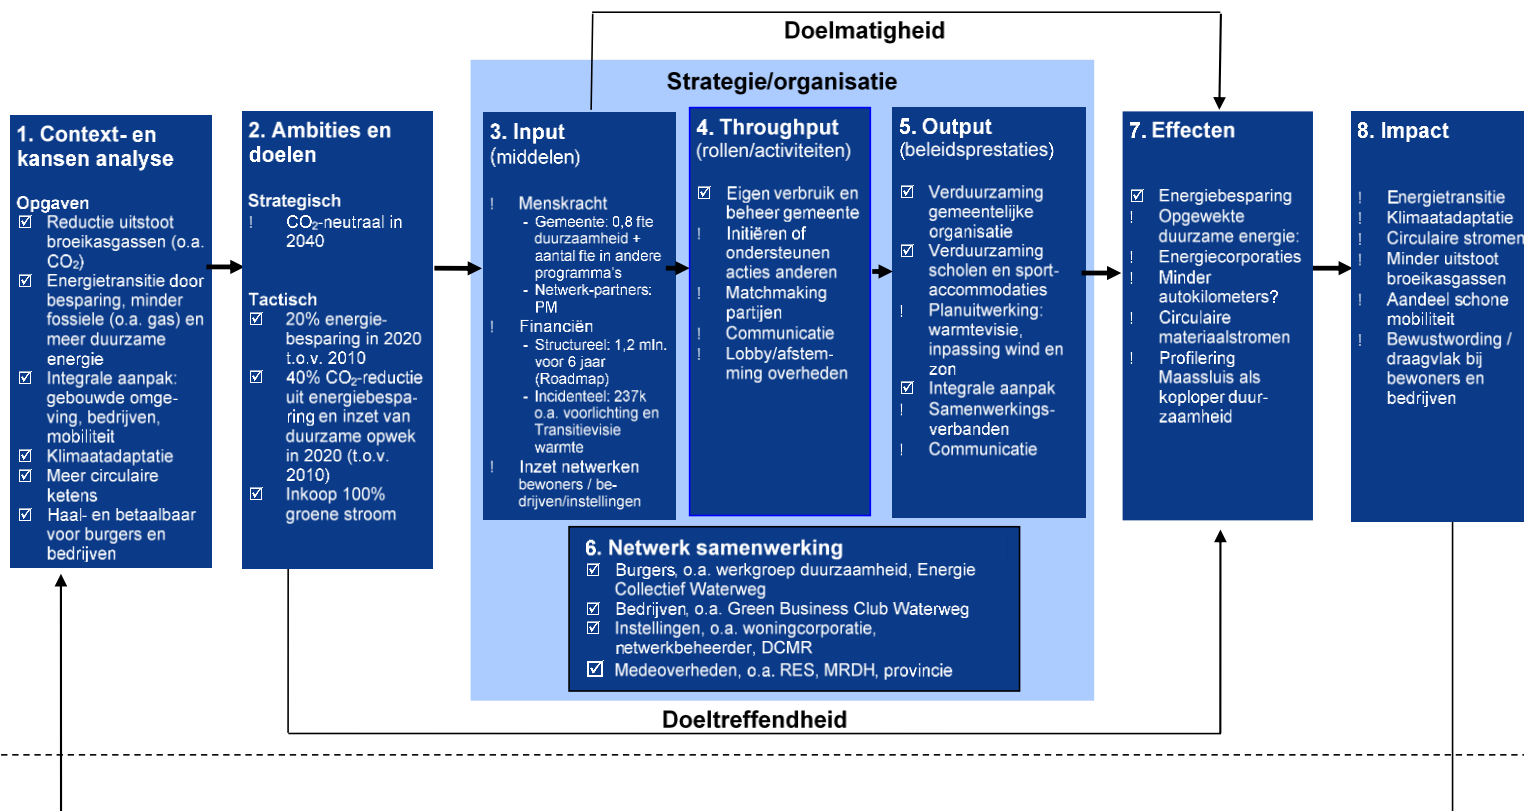 Doelmatigheid
Strategie/organisatie
1. Context- en
kansen analyse
Opgaven
☑ Reductie uitstoot
broeikasgassen (o.a.
CO₂)
☑ Energietransitie door
besparing, minder
fossiele (o.a. gas) en
meer duurzame
energie
☑ Integrale aanpak:
gebouwde omge-
ving, bedrijven,
mobiliteit
☑ Klimaatadaptatie
☑ Meer circulaire
ketens
☑ Haal- en betaalbaar
voor burgers en
bedrijven
2. Ambities en
doelen
Strategisch
! CO₂-neutraal in
2040
Tactisch
☑ 20% energie-
besparing in 2020
t.o.v. 2010
☑ 40% CO₂-reductie
uit energiebespa-
ring en inzet van
duurzame opwek
in 2020 (t.o.v.
2010)
☑ Inkoop 100%
groene stroom
3. Input
(middelen)
! Menskracht
- Gemeente: 0,8 fte
duurzaamheid +
aantal fte in andere
programma's
- Netwerk-partners:
PM
! Financiën
- Structureel: 1,2 mln.
voor 6 jaar
(Roadmap)
- Incidenteel: 237k
o.a. voorlichting en
Transitievisie
warmte
! Inzet netwerken
bewoners / be-
drijven/instellingen
4. Throughput
(rollen/activiteiten)
☑ Eigen verbruik en
beheer gemeente
! Initiëren of
ondersteunen
acties anderen
! Matchmaking
partijen
! Communicatie
! Lobby/afstem-
ming overheden
5. Output
(beleidsprestaties)
☑ Verduurzaming
gemeentelijke
organisatie
☑ Verduurzaming
scholen en sport-
accommodaties
! Planuitwerking:
warmtevisie,
inpassing wind en
zon
☑ Integrale aanpak
! Samenwerkings-
verbanden
! Communicatie
6. Netwerk samenwerking
☑ Burgers, o.a. werkgroep duurzaamheid, Energie
Collectief Waterweg
☑ Bedrijven, o.a. Green Business Club Waterweg
☑ Instellingen, o.a. woningcorporatie,
netwerkbeheerder, DCMR
☑ Medeoverheden, o.a. RES, MRDH, provincie
7. Effecten
☑ Energiebesparing
! Opgewekte
duurzame energie:
! Energiecorporaties
! Minder
autokilometers?
! Circulaire
materiaalstromen
! Profilering
Maassluis als
koploper duur-
zaamheid
8. Impact
! Energietransitie
! Klimaatadaptatie
! Circulaire stromen
! Minder uitstoot
broeikasgassen
! Aandeel schone
mobiliteit
! Bewustwording /
draagvlak bij
bewoners en
bedrijven
Doeltreffendheid